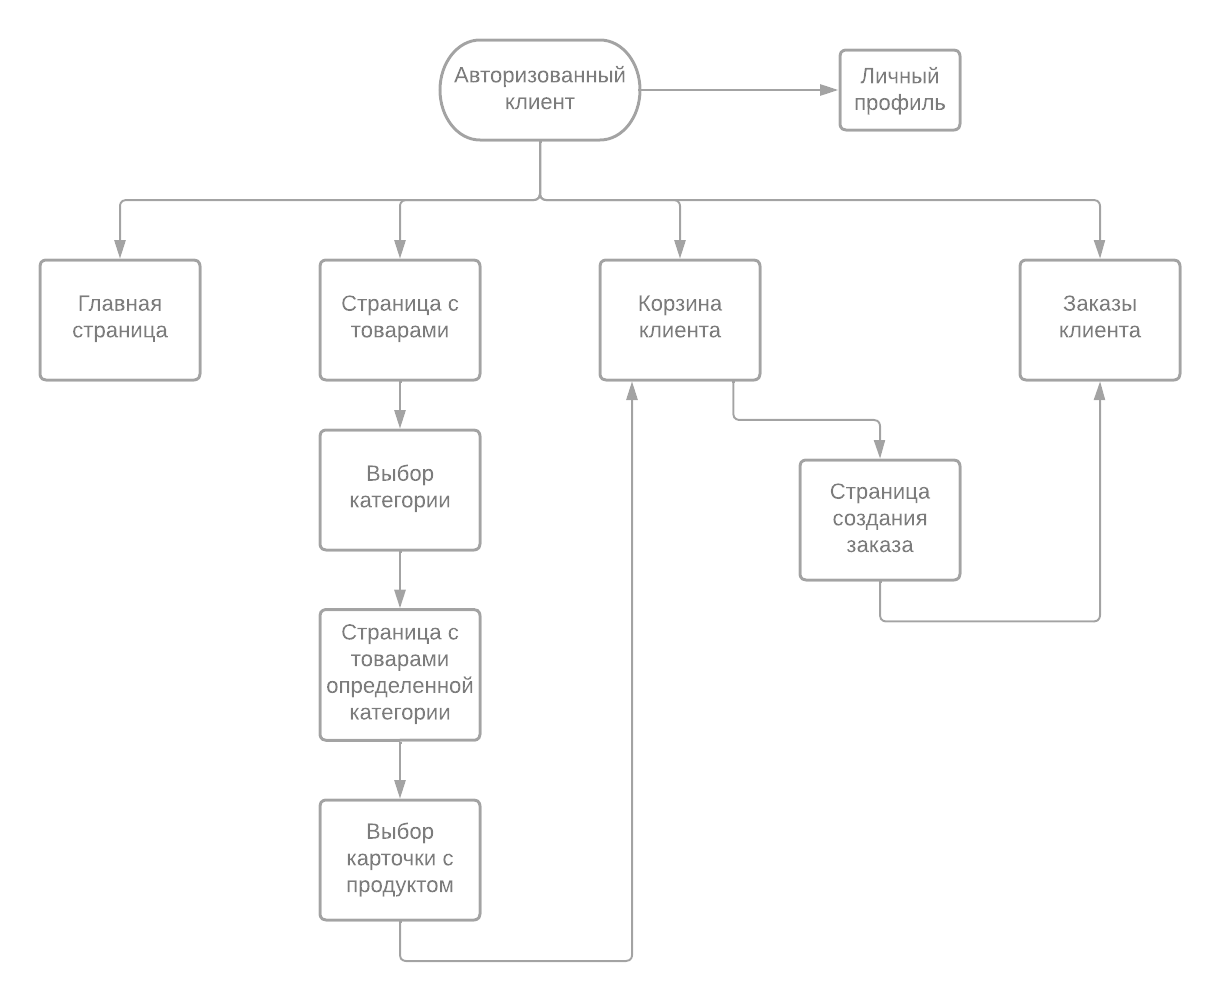 Авторизованный
клиент
Личный
профиль
Главная
страница
Страница с
товарами
Корзина
клиента
Заказы
клиента
Выбор
категории
Страница
создания
заказа
Страница с
товарами
определенной
категории
Выбор
карточки с
продуктом